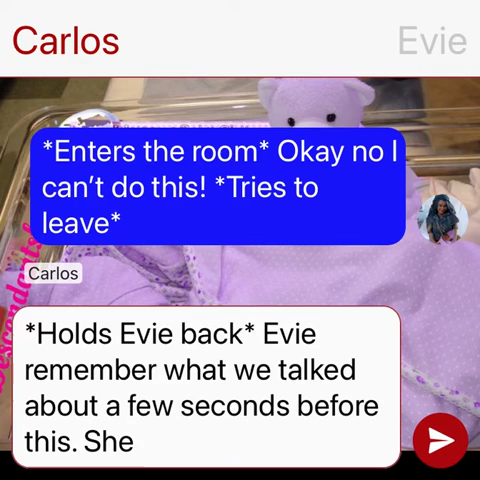 Carlos
Evie
*Enters the room* Okay no I
can't do this! *Tries to
leave*
Carlos
Descendants
*Holds Evie back* Evie
remember what we talked
about a few seconds before
this. She